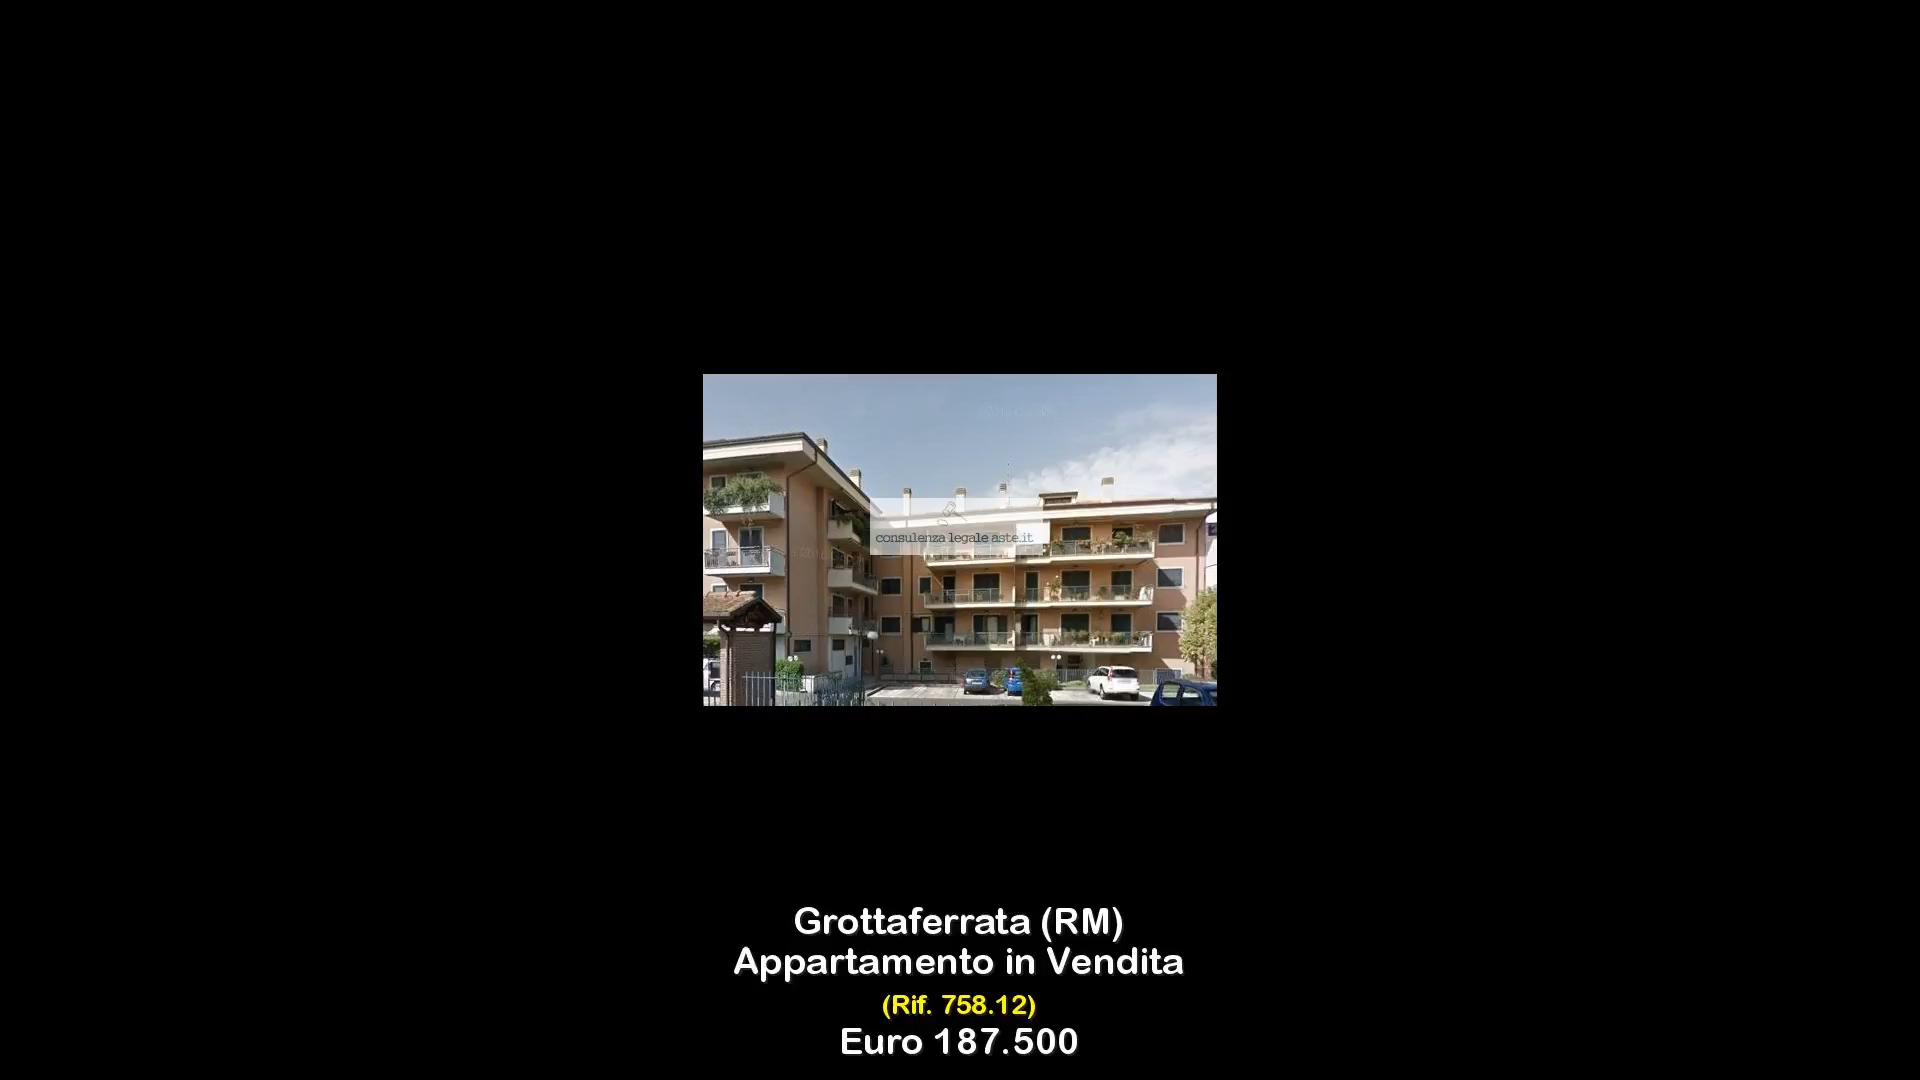 consulenza legale aste.it
Grottaferrata (RM)
Appartamento in Vendita
(Rif. 758.12)
Euro 187.500